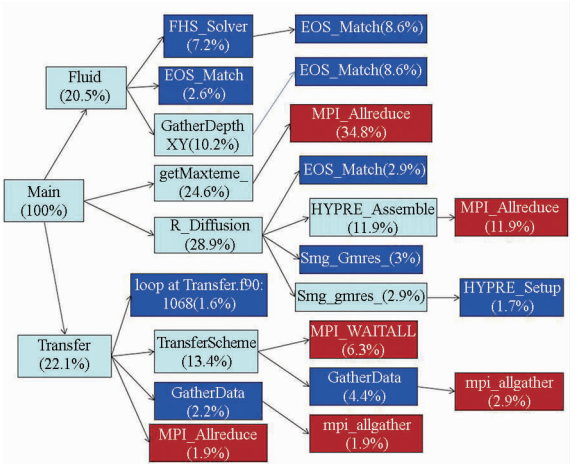 FHS_Solver
(7.2%)
EOS_Match(8.6%)
Fluid
(20.5%)
EOS_Match
(2.6%)
EOS_Match(8.6%)
GatherDepth
XY(10.2%)
MPI_Allreduce
(34.8%)
getMaxteme_
(24.6%)
EOS_Match(2.9%)
Main
(100%)
R_Diffusion
(28.9%)
HYPRE_Assemble
(11.9%)
MPI_Allreduce
(11.9%)
Smg_Gmres_(3%)
loop at Transfer.f90:
1068(1.6%)
Smg_gmres_(2.9%)
HYPRE_Setup
(1.7%)
Transfer
(22.1%)
TransferScheme
(13.4%)
MPI_WAITALL
(6.3%)
GatherData
(2.2%)
GatherData
(4.4%)
mpi_allgather
(2.9%)
MPI_Allreduce
(1.9%)
mpi_allgather
(1.9%)